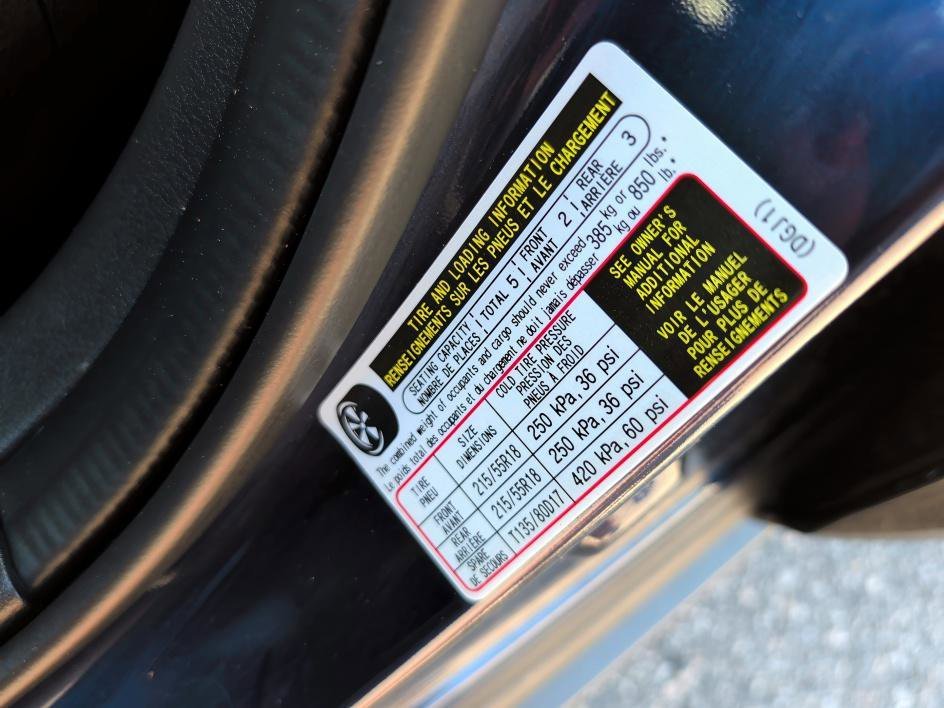 TIRE AND LOADING INFORMATION
RENSEIGNEMENTS SUR LES PNEUS ET LE CHARGEMENT
SEATING CAPACITY | TOTAL 5 | FRONT 2 | REAR 3
NOMBRE DE PLACES | AVANT | ARRIÈRE
The combined weight of occupants and cargo should never exceed 385 kg or 850 lbs.
Le poids total des occupants et du chargement ne doit jamais dépasser kg ou lb.
TIRE
PNEU
SIZE
DIMENSIONS
COLD TIRE PRESSURE
PRESSION DES
PNEUS À FROID
FRONT
AVANT
215/55R18
250 kPa, 36 psi
REAR
ARRIÈRE
215/55R18
250 kPa, 36 psi
SPARE
DE SECOURS
T135/80D17
420 kPa, 60 psi
SEE OWNER'S
MANUAL FOR
ADDITIONAL
INFORMATION
VOIR LE MANUEL
DE L'USAGER
POUR PLUS DE
RENSEIGNEMENTS